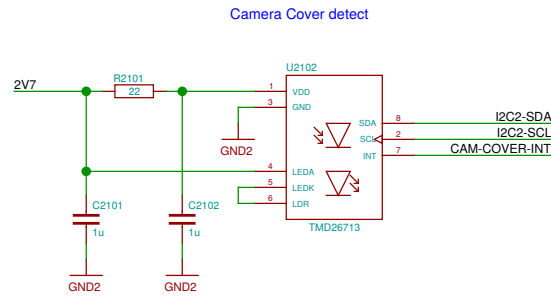 Camera Cover detect
U2102
2V7
R2101
22
1
VDD
3
GND
GND2
SDA
8
I2C2-SDA
SCL
2
I2C2-SCL
INT
7
CAM-COVER-INT
4
LEDA
5
LEDK
6
LDR
TMD26713
C2101
1u
C2102
1u
GND2
GND2